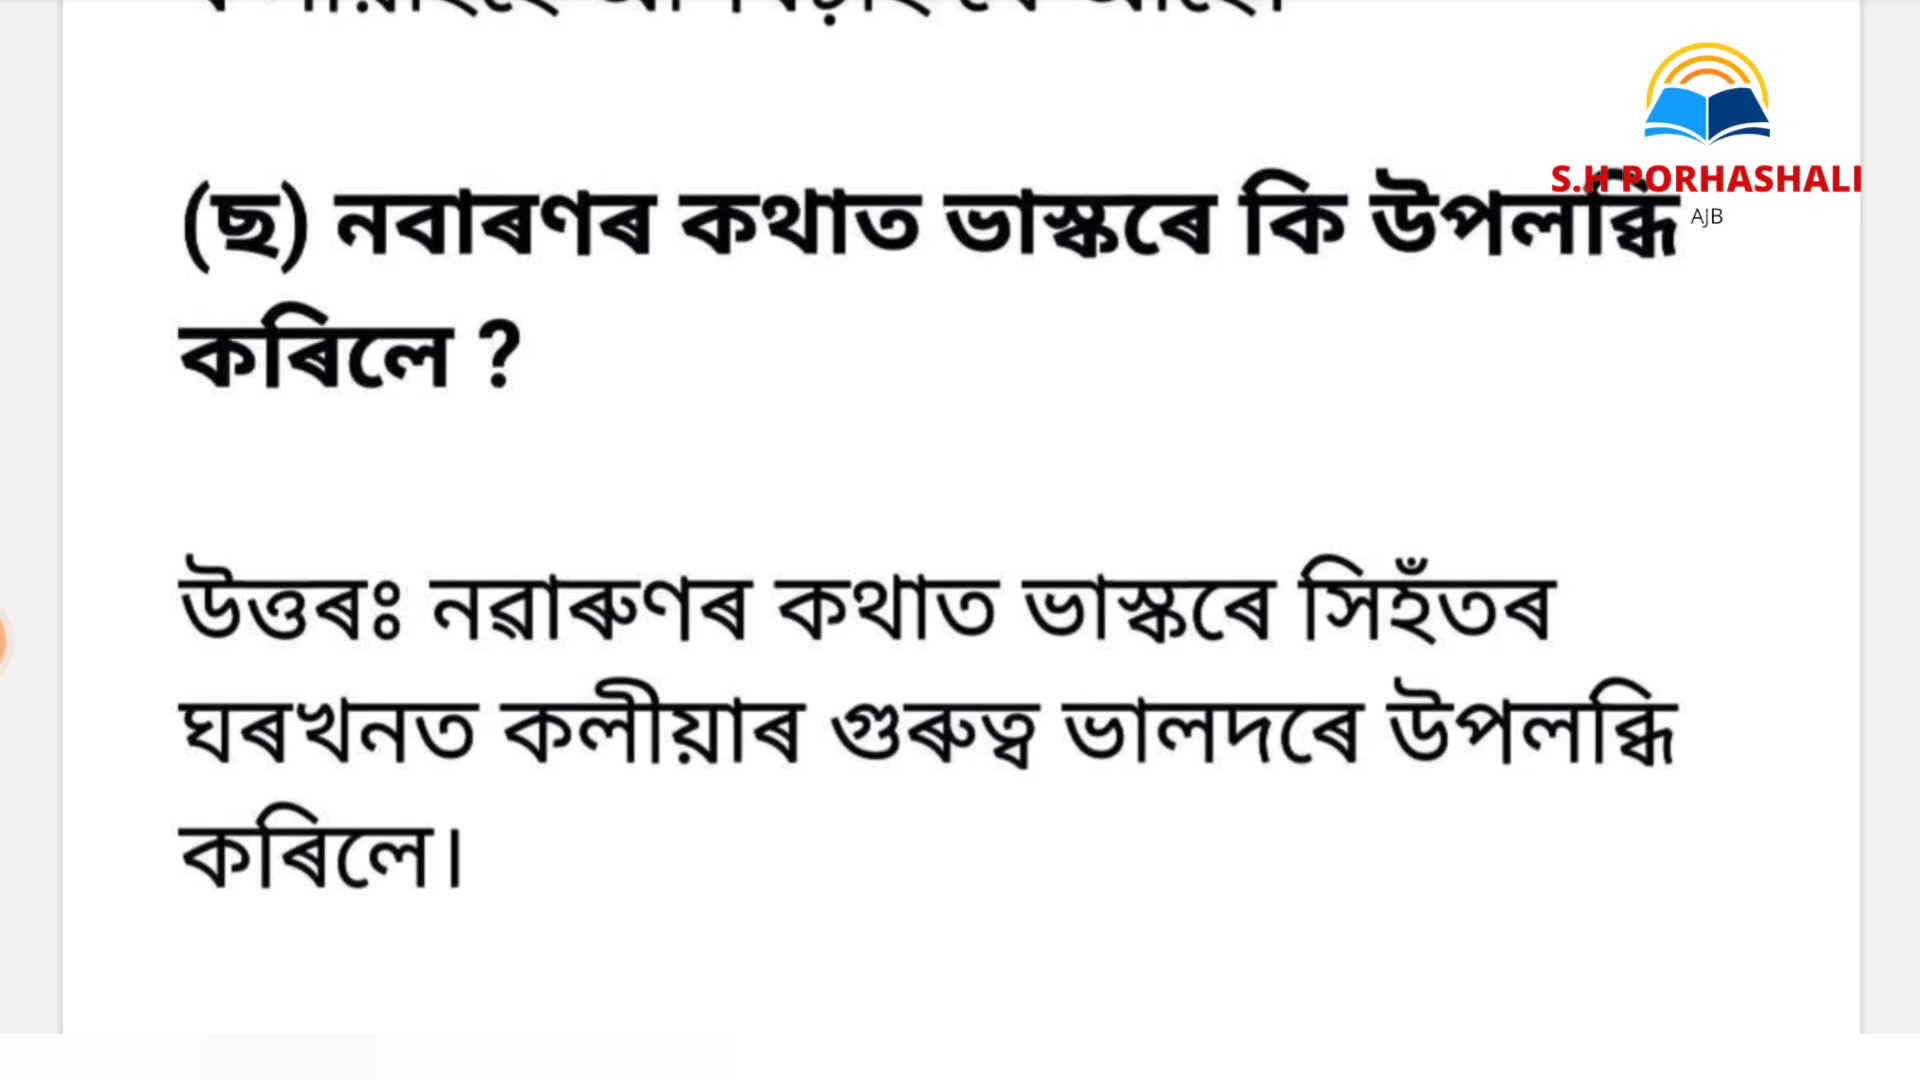 S.H PORHASHALI
AJB
(ছ) নবাৰণৰ কথাত ভাস্কৰে কি উপলব্ধি
কৰিলে ?
উত্তৰঃ নৱাৰুণৰ কথাত ভাস্কৰে সিহঁতৰ
ঘৰখনত কলীয়াৰ গুৰুত্ব ভালদৰে উপলব্ধি
কৰিলে।